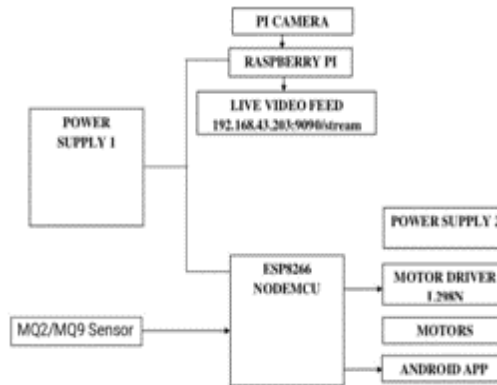 PI CAMERA
RASPBERRY PI
LIVE VIDEO FEED
192.168.43.203:9090/stream
POWER
SUPPLY 1
POWER SUPPLY 2
ESP8266
NODEMCU
MOTOR DRIVER
L298N
MQ2/MQ9 Sensor
MOTORS
ANDROID APP